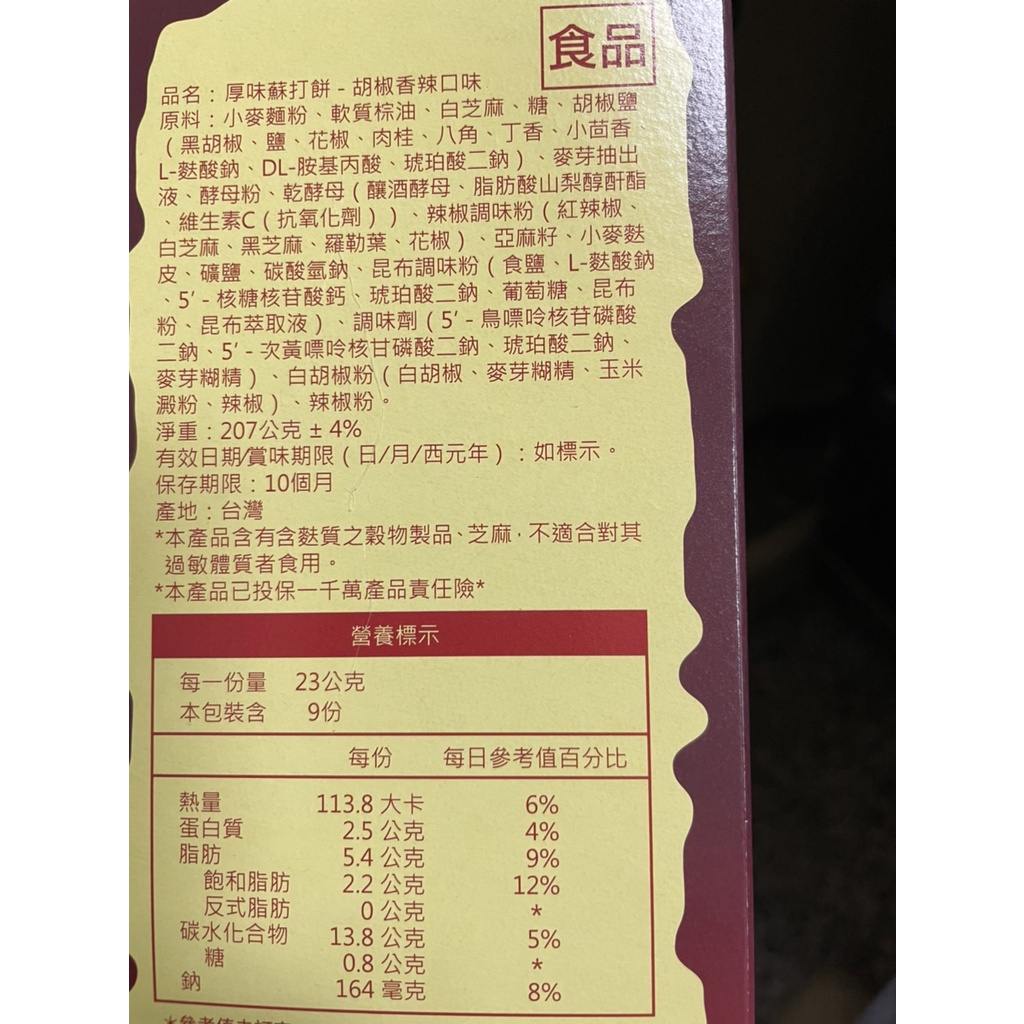 食品
品名：厚味蘇打餅 - 胡椒香辣口味
原料：小麥麵粉、軟質棕油、白芝麻、糖、胡椒鹽
（黑胡椒、鹽、花椒、肉桂、八角、丁香、小茴香、
L-麩酸鈉、DL-胺基丙酸、琥珀酸二鈉）、麥芽抽出
液、酵母粉、乾酵母（釀酒酵母、脂肪酸山梨醇酐酯
、維生素C（抗氧化劑））、辣椒調味粉（紅辣椒、
白芝麻、黑芝麻、羅勒葉、花椒）、亞麻籽、小麥麩
皮、礦鹽、碳酸氫鈉、昆布調味粉（食鹽、L-麩酸鈉
、5′ - 核糖核苷酸鈣、琥珀酸二鈉、葡萄糖、昆布
粉、昆布萃取液）、調味劑（5′ - 鳥嘌呤核苷磷酸
二鈉、5′ - 次黃嘌呤核甘磷酸二鈉、琥珀酸二鈉、
麥芽糊精）、白胡椒粉（白胡椒、麥芽糊精、玉米
澱粉、辣椒）、辣椒粉。
淨重：207公克 ± 4%
有效日期/賞味期限（日/月/西元年）：如標示。
保存期限：10個月
產地：台灣
*本產品含有含麩質之穀物製品、芝麻，不適合對其
過敏體質者食用。
*本產品已投保一千萬產品責任險*
營養標示
每一份量 23公克
本包裝含 9份
每份 每日參考值百分比
熱量 113.8 大卡 6%
蛋白質 2.5 公克 4%
脂肪 5.4 公克 9%
飽和脂肪 2.2 公克 12%
反式脂肪 0 公克 *
碳水化合物 13.8 公克 5%
糖 0.8 公克 *
鈉 164 毫克 8%